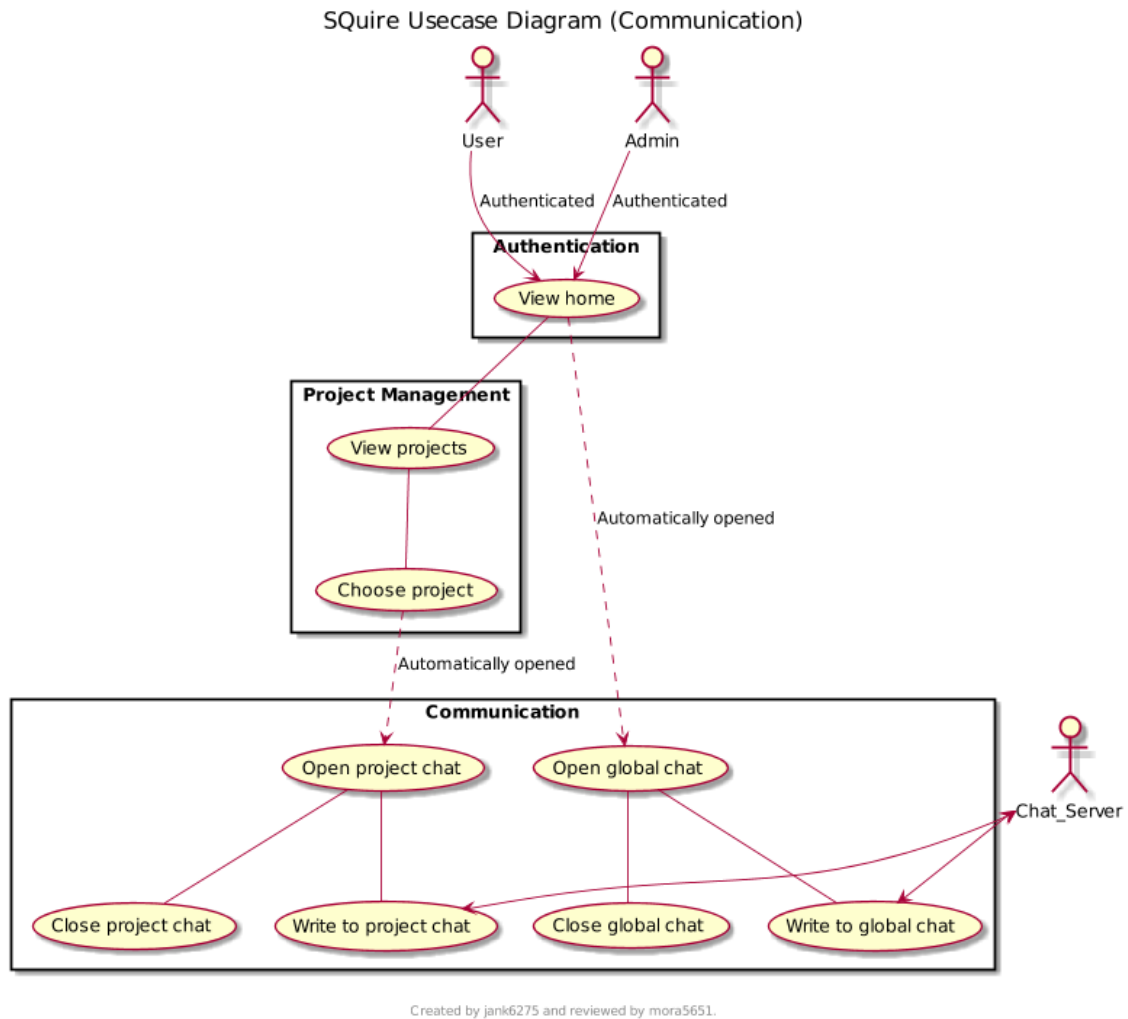 SQuire Usecase Diagram (Communication)
User
Admin
Authenticated
Authenticated
Authentication
View home
Project Management
View projects
Automatically opened
Choose project
Automatically opened
Communication
Open project chat
Open global chat
Chat_Server
Close project chat
Write to project chat
Close global chat
Write to global chat
Created by jank6275 and reviewed by mora5651.